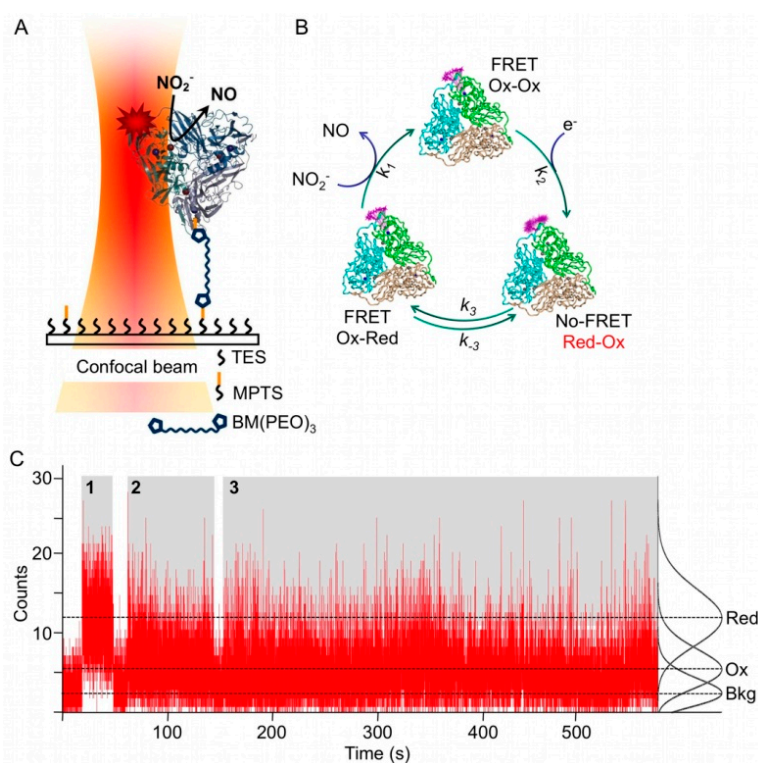 A
NO₂⁻
NO
Confocal beam
TES
MPTS
BM(PEO)₃
B
FRET
Ox-Ox
NO
NO₂⁻
k₁
e⁻
k₂
FRET
Ox-Red
k₃
k₋₃
No-FRET
Red-Ox
C
Counts
30
20
10
1
2
3
Red
Ox
Bkg
100
200
300
400
500
Time (s)